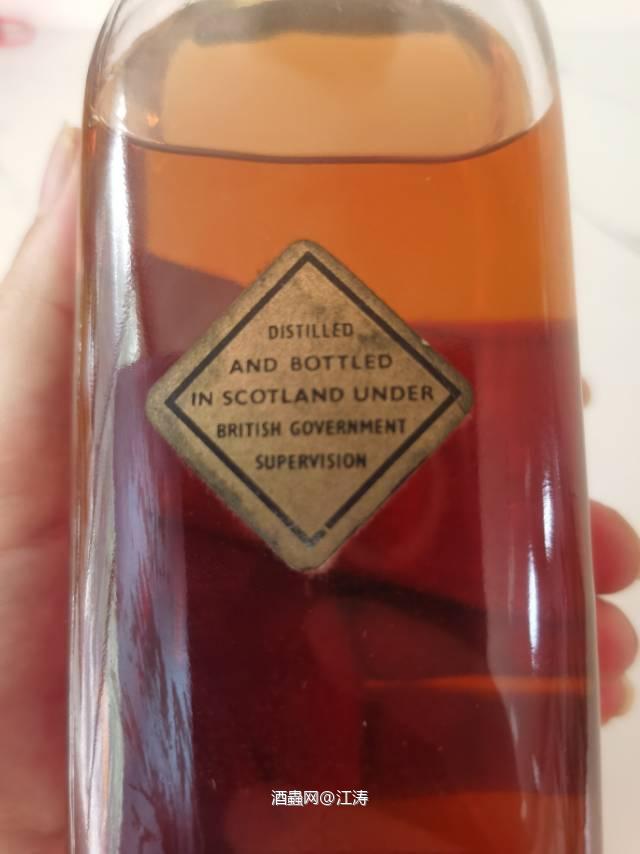 DISTILLED
AND BOTTLED
IN SCOTLAND UNDER
BRITISH GOVERNMENT
SUPERVISION
酒蟲网@江涛